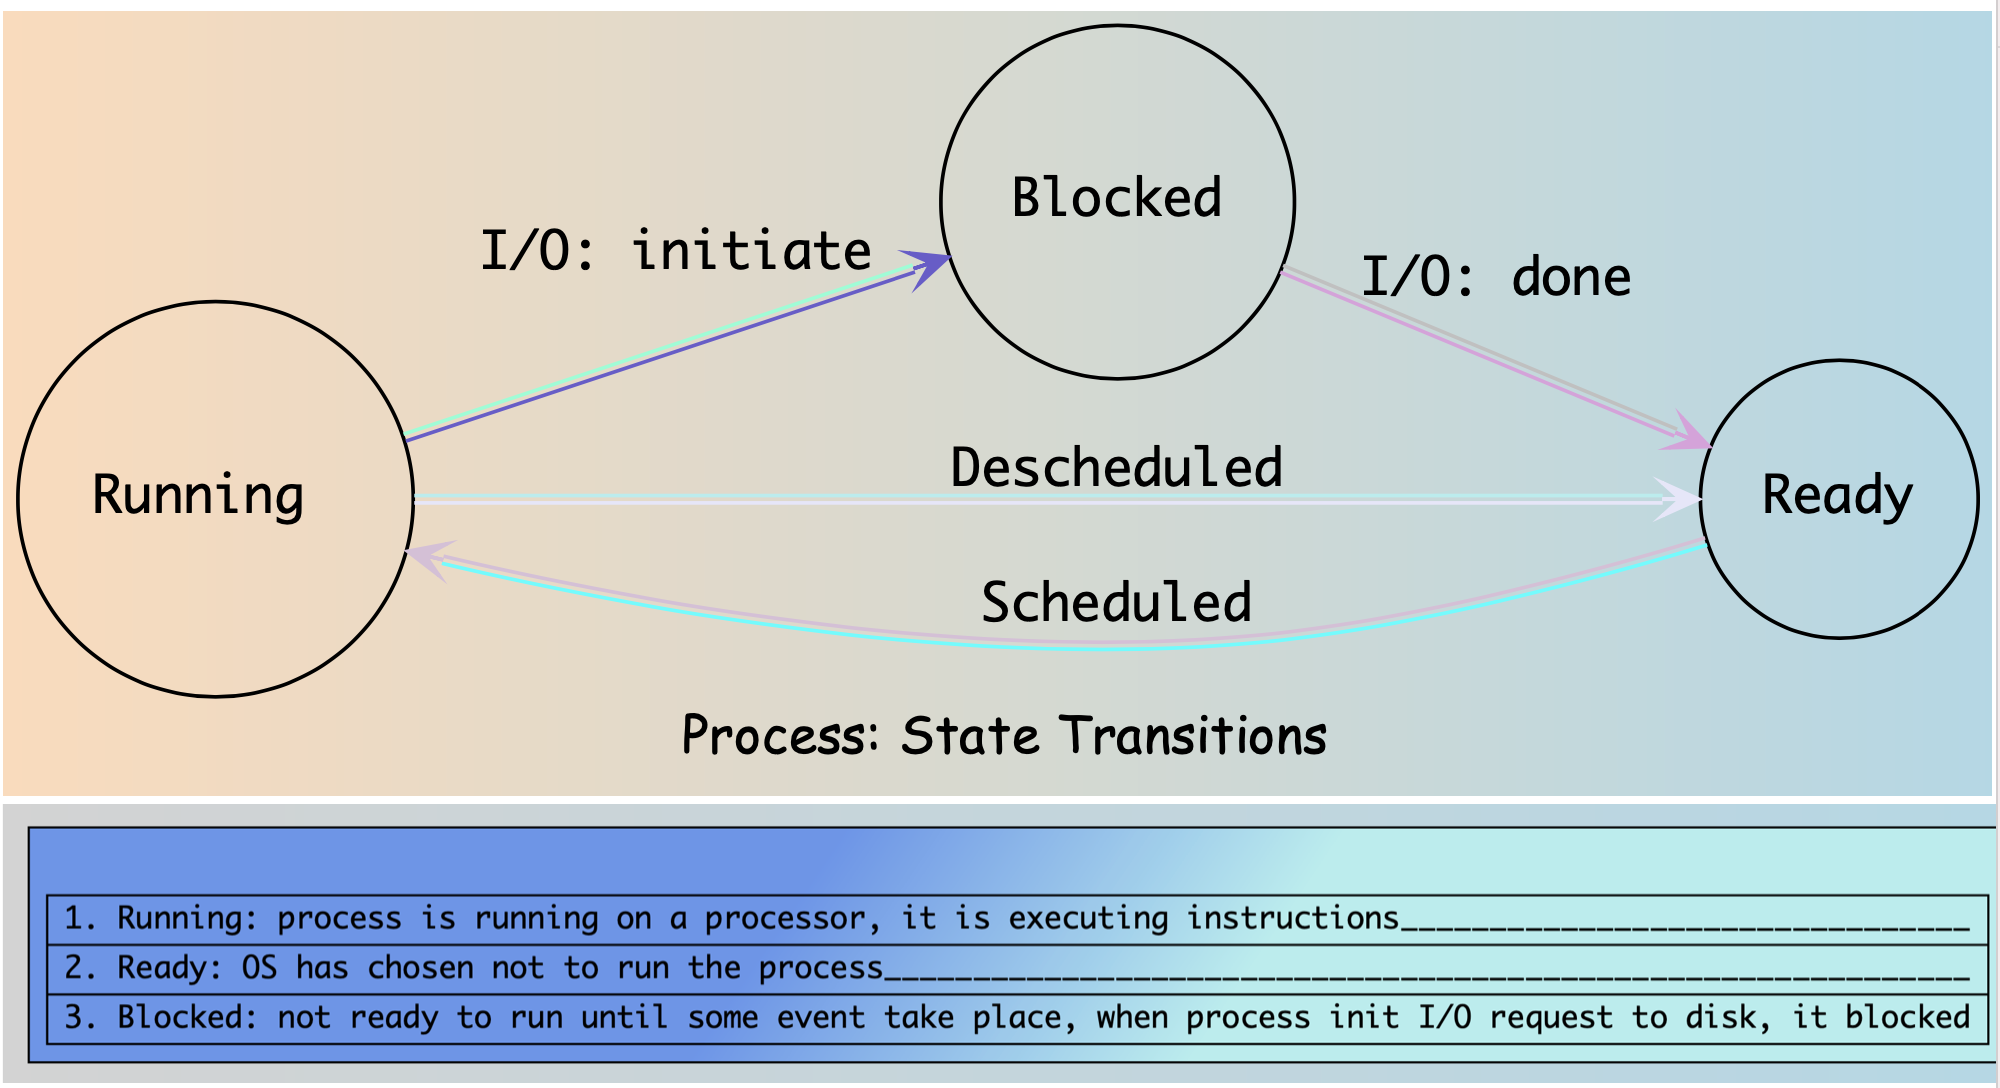 Blocked
I/O: initiate
I/O: done
Descheduled
Running
Ready
Scheduled
Process: State Transitions
1. Running: process is running on a processor, it is executing instructions________________________________
2. Ready: OS has chosen not to run the process_____________________________________________________________
3. Blocked: not ready to run until some event take place, when process init I/O request to disk, it blocked